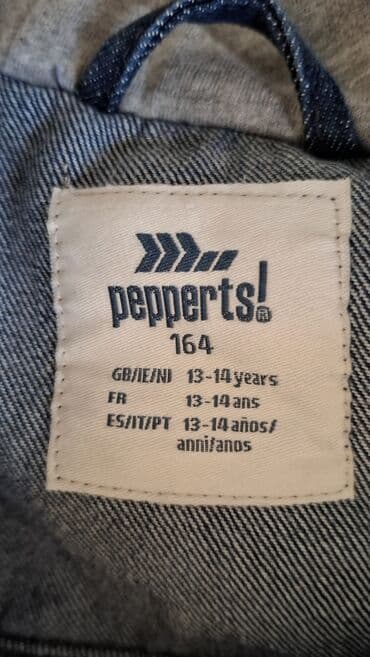 pepperts!®
164
GB/IE/NI 13-14 years
FR 13-14 ans
ES/IT/PT 13-14 años/
anni/anos